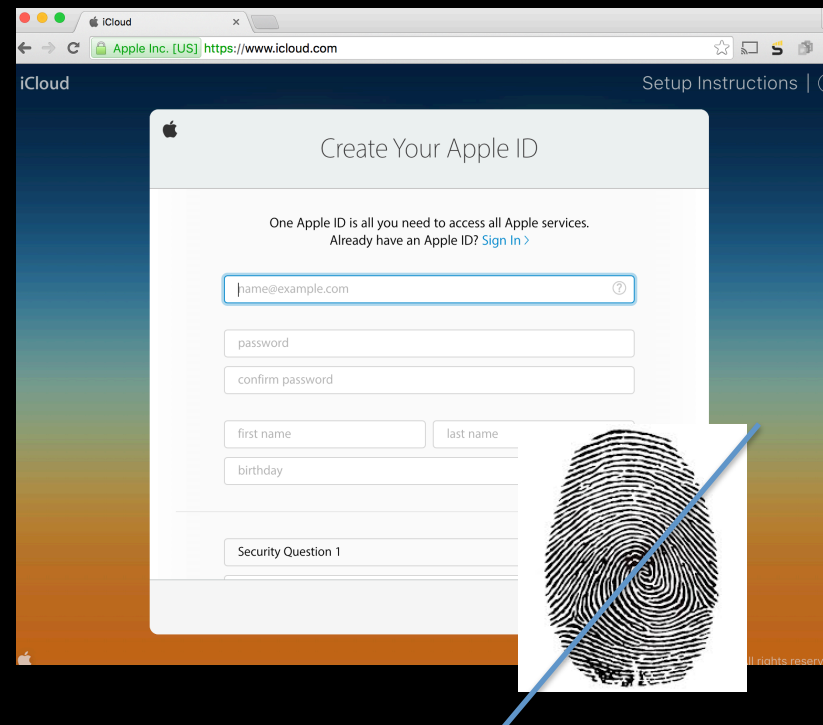 iCloud
Apple Inc. [US] https://www.icloud.com
iCloud
Setup Instructions |
Create Your Apple ID
One Apple ID is all you need to access all Apple services.
Already have an Apple ID? Sign In >
name@example.com ?
password
confirm password
first name last name
birthday
Security Question 1
ll rights reserv